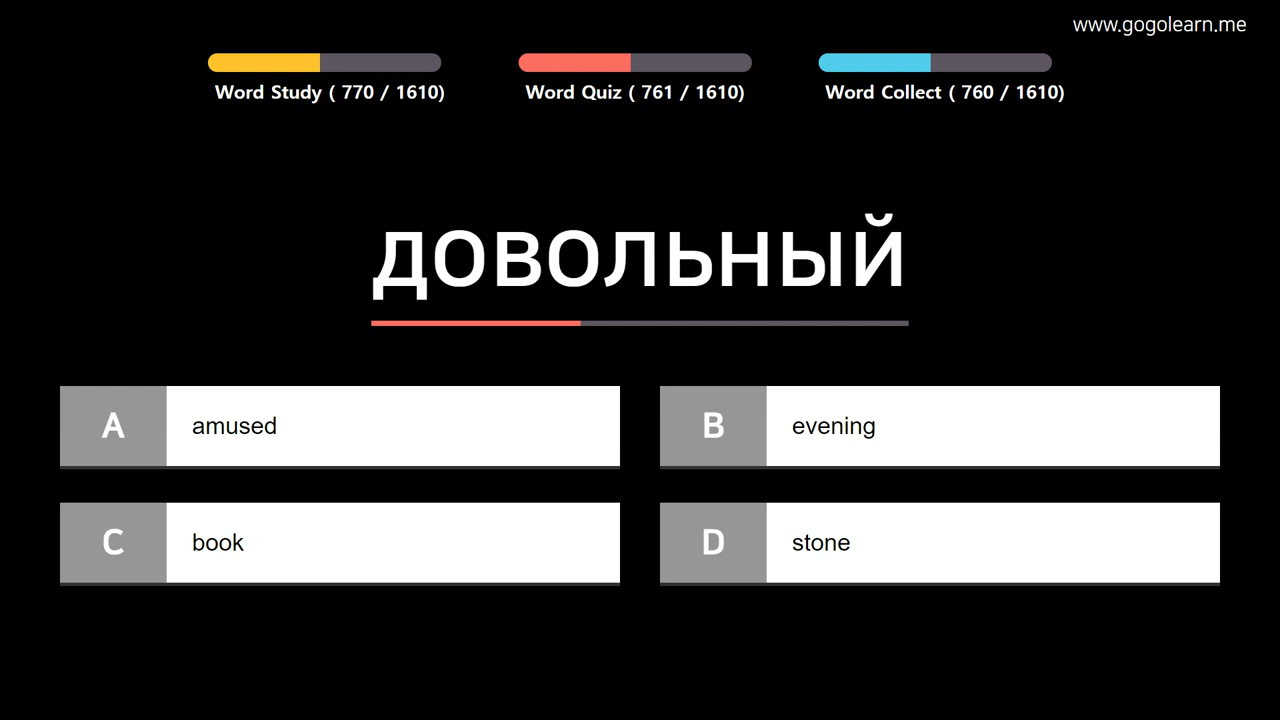 www.gogolearn.me
Word Study ( 770 / 1610)
Word Quiz ( 761 / 1610)
Word Collect ( 760 / 1610)
довольный
A amused
B evening
C book
D stone